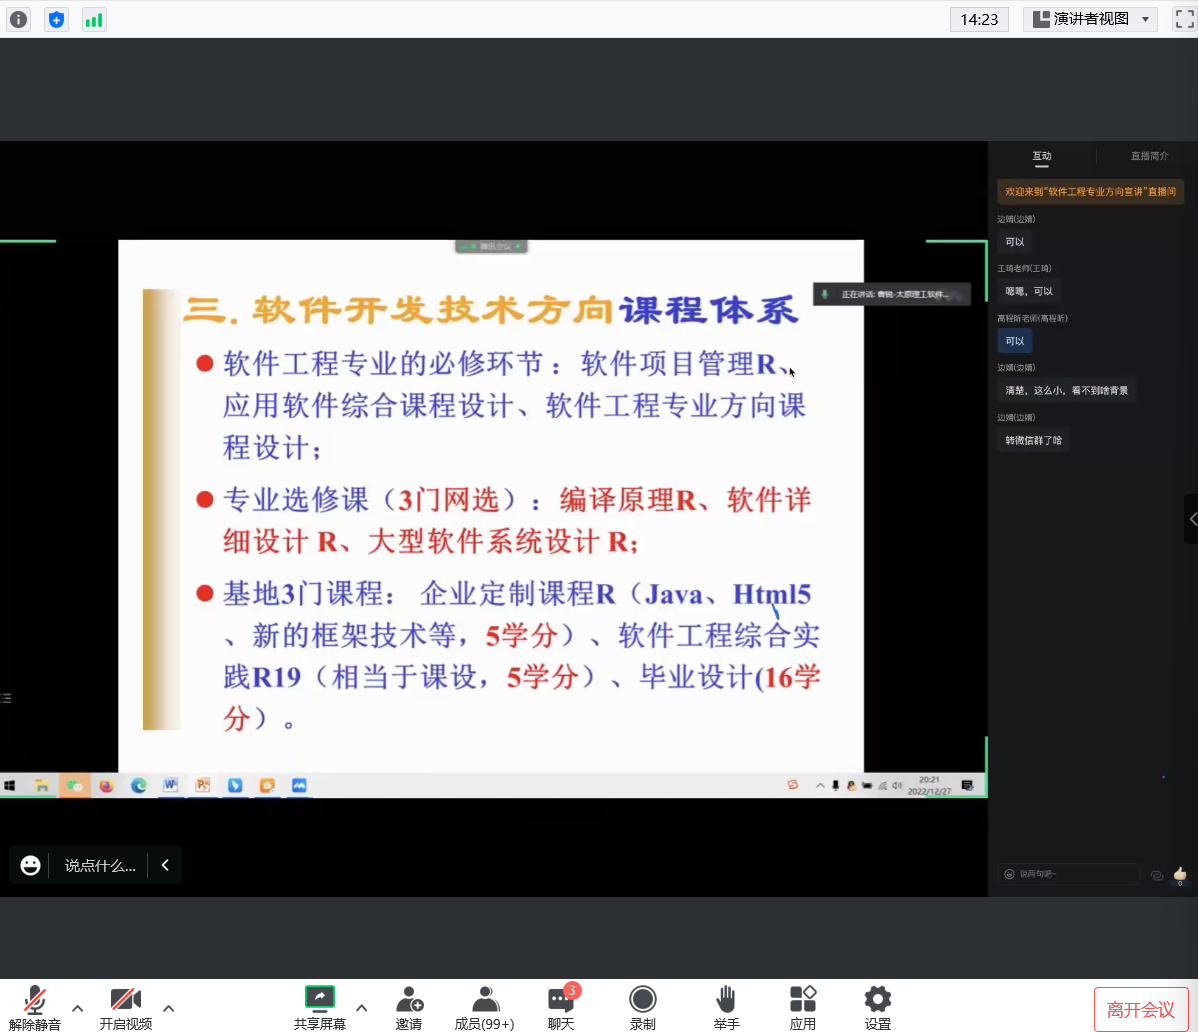 14:23
演讲者视图
腾讯会议
正在讲话: 曹锐-太原理工软件...
三. 软件开发技术方向课程体系
软件工程专业的必修环节：软件项目管理R、
应用软件综合课程设计、软件工程专业方向课
程设计；
专业选修课（3门网选）：编译原理R、软件详
细设计 R、大型软件系统设计 R；
基地3门课程： 企业定制课程R（Java、Html5
、新的框架技术等，5学分）、软件工程综合实
践R19（相当于课设，5学分）、毕业设计(16学
分）。
20:21
2022/12/27
互动
直播简介
欢迎来到“软件工程专业方向宣讲”直播间
边婧(边婧)
可以
王琦老师(王琦)
嗯嗯，可以
高程昕老师(高程昕)
可以
边婧(边婧)
清楚，这么小，看不到啥背景
边婧(边婧)
转微信群了哈
说两句吧~
0
说点什么...
解除静音
开启视频
共享屏幕
邀请
成员(99+)
3
聊天
录制
举手
应用
设置
离开会议